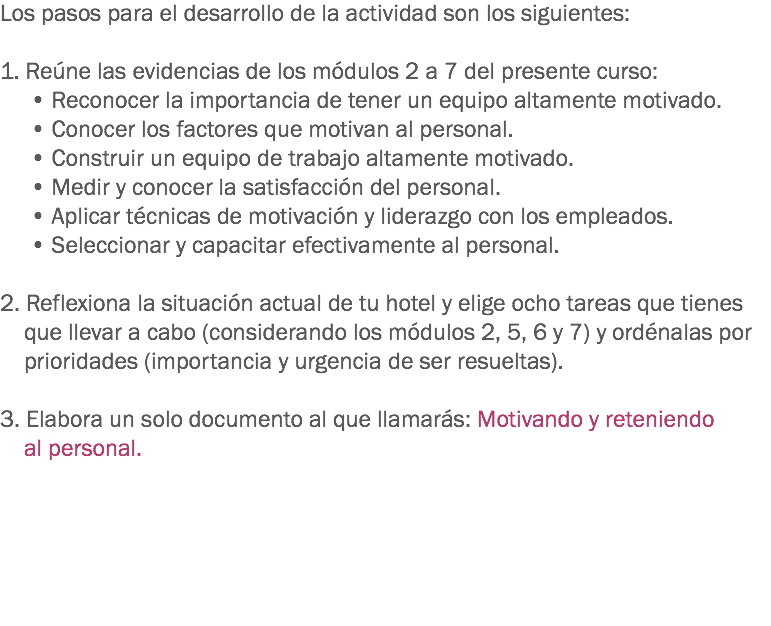 Los pasos para el desarrollo de la actividad son los siguientes:
1. Reúne las evidencias de los módulos 2 a 7 del presente curso:
• Reconocer la importancia de tener un equipo altamente motivado.
• Conocer los factores que motivan al personal.
• Construir un equipo de trabajo altamente motivado.
• Medir y conocer la satisfacción del personal.
• Aplicar técnicas de motivación y liderazgo con los empleados.
• Seleccionar y capacitar efectivamente al personal.
2. Reflexiona la situación actual de tu hotel y elige ocho tareas que tienes
que llevar a cabo (considerando los módulos 2, 5, 6 y 7) y ordénalas por
prioridades (importancia y urgencia de ser resueltas).
3. Elabora un solo documento al que llamarás: Motivando y reteniendo
al personal.